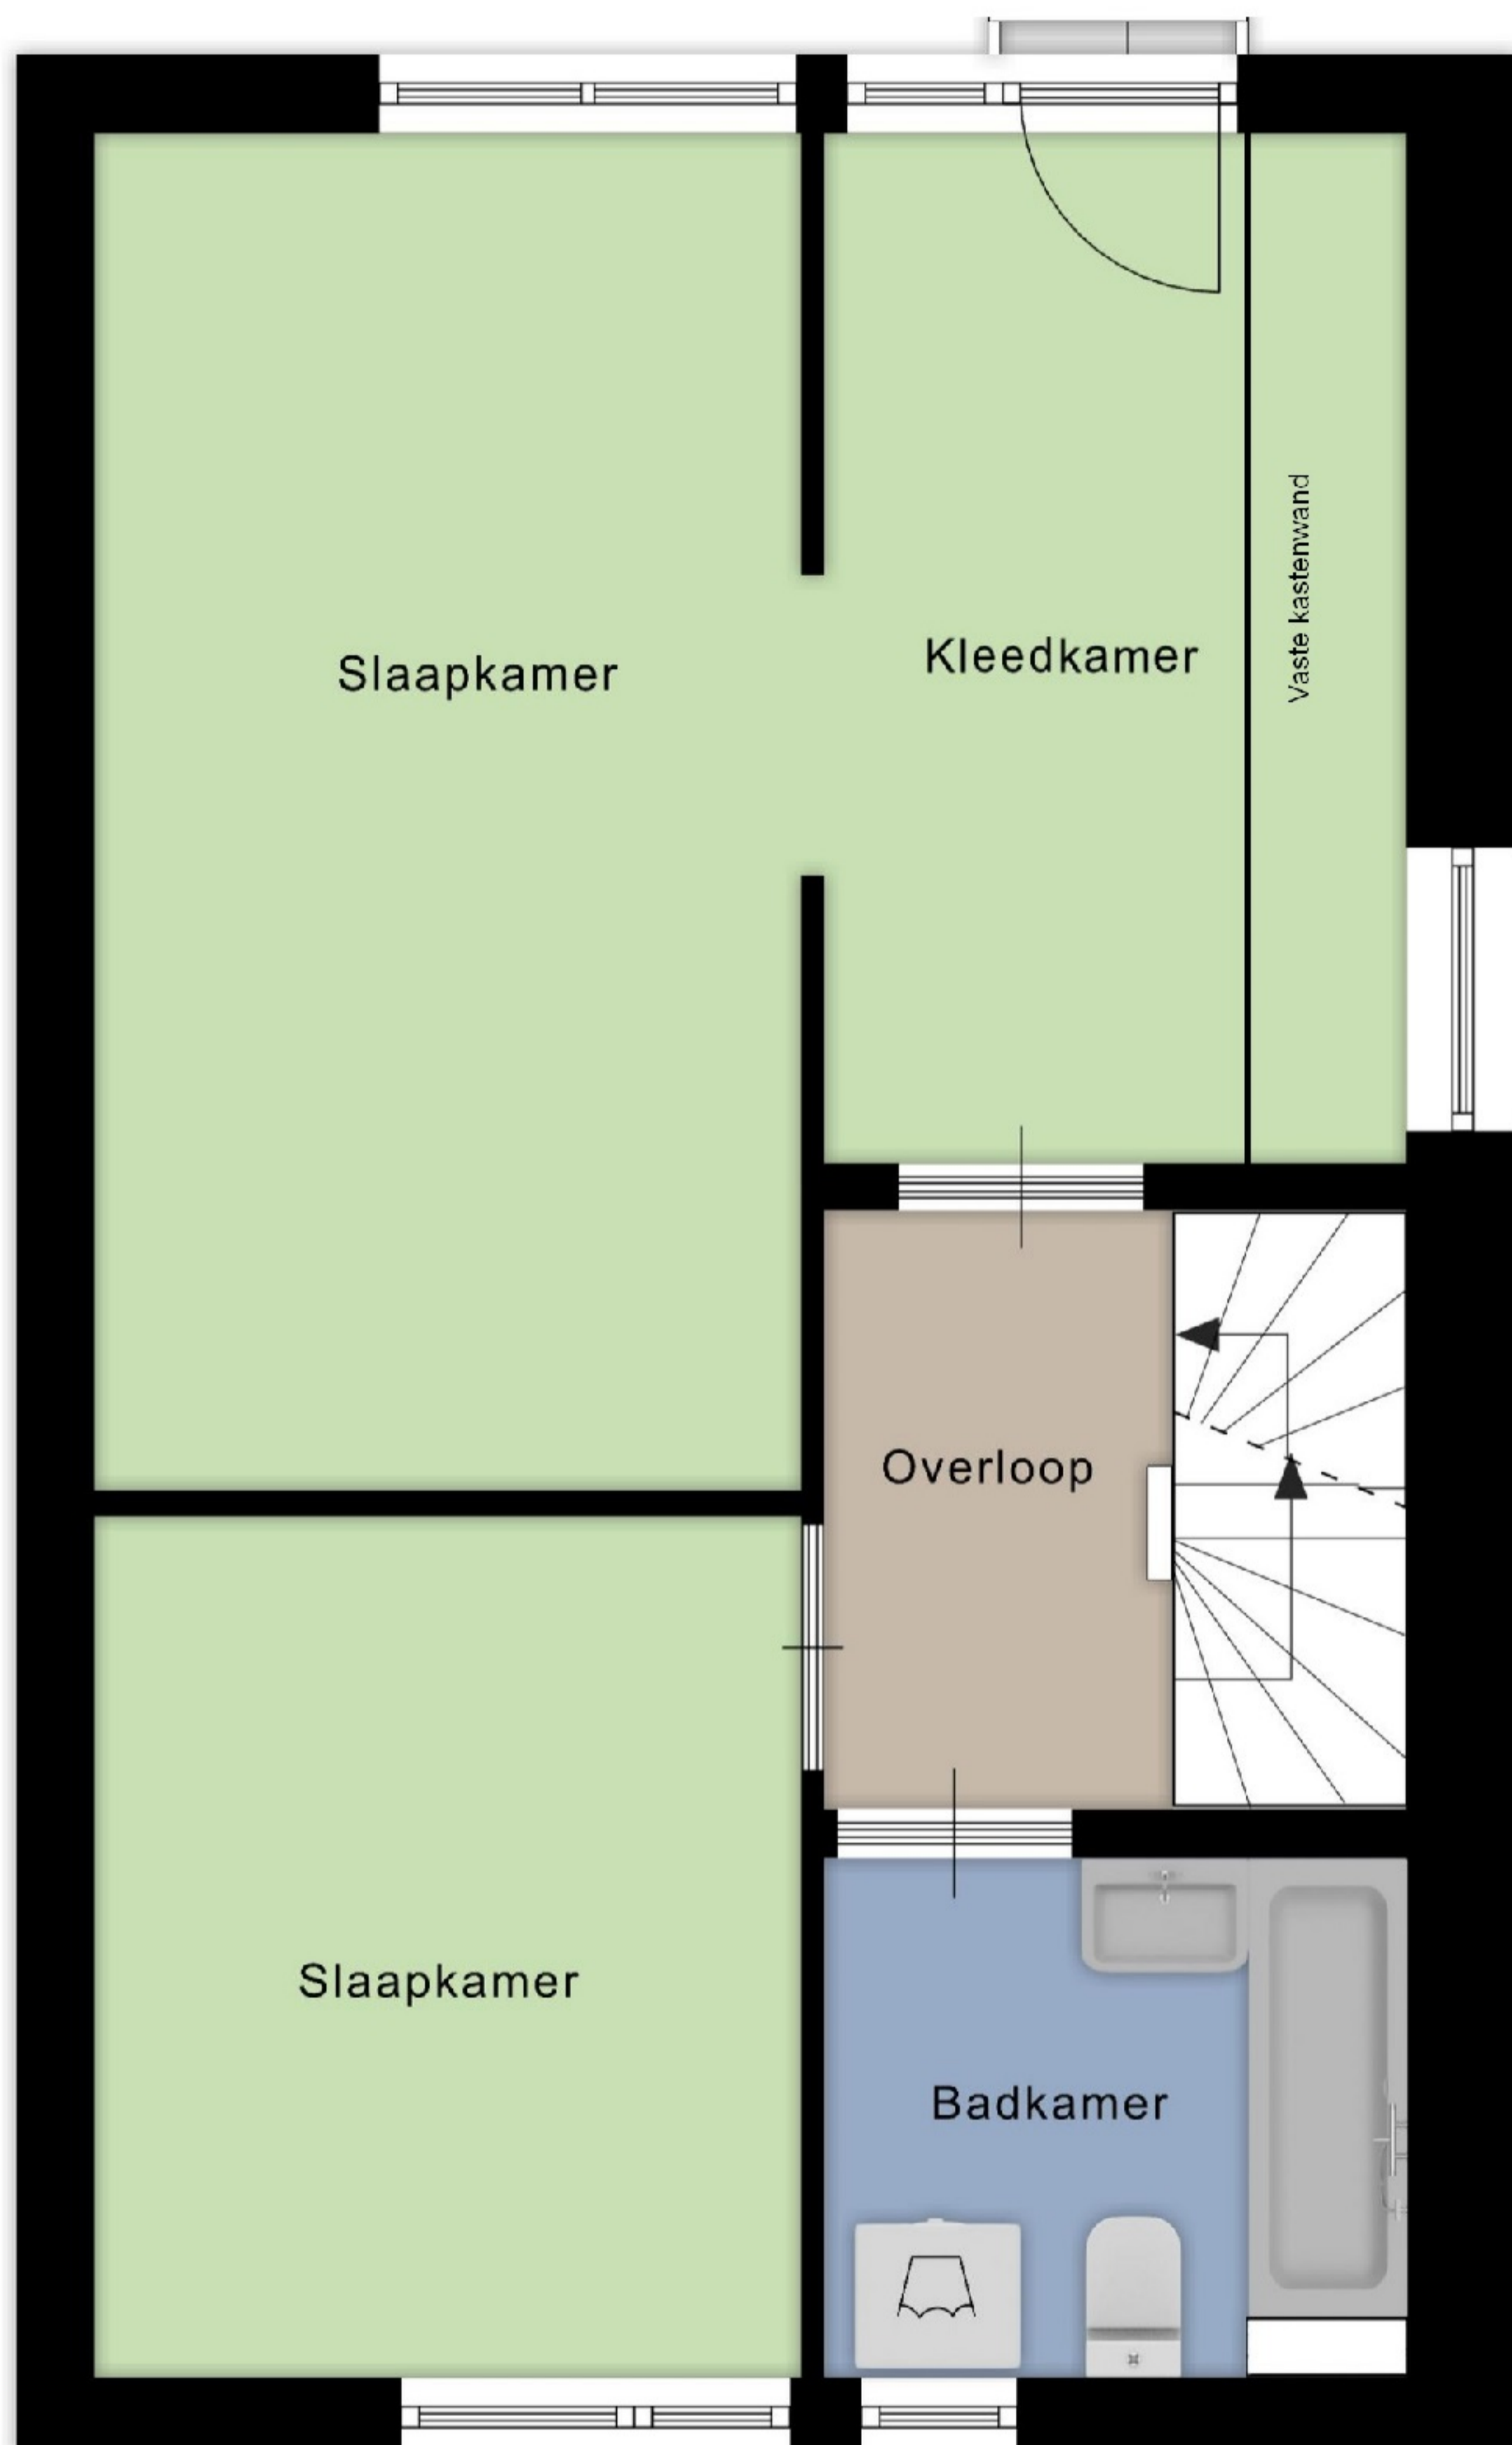 Slaapkamer
Kleedkamer
Vaste kastenwand
Overloop
Slaapkamer
Badkamer